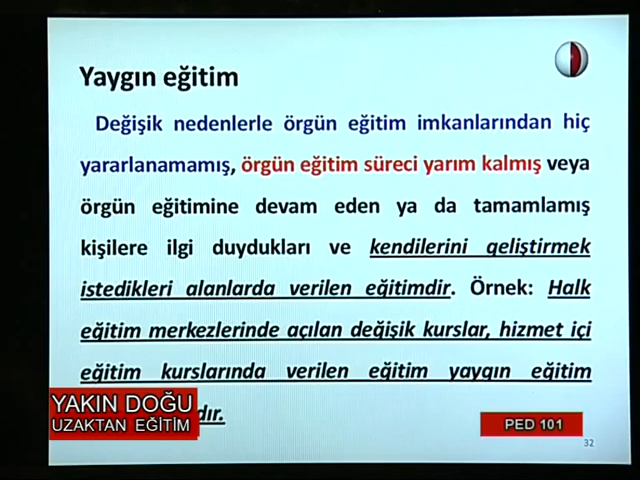 Yaygın eğitim
Değişik nedenlerle örgün eğitim imkanlarından hiç
yararlanamamış, örgün eğitim süreci yarım kalmış veya
örgün eğitimine devam eden ya da tamamlamış
kişilere ilgi duydukları ve kendilerini geliştirmek
istedikleri alanlarda verilen eğitimdir. Örnek: Halk
eğitim merkezlerinde açılan değişik kurslar, hizmet içi
eğitim kurslarında verilen eğitim yaygın eğitim
dır.
YAKIN DOĞU
UZAKTAN EĞİTİM
PED 101
32